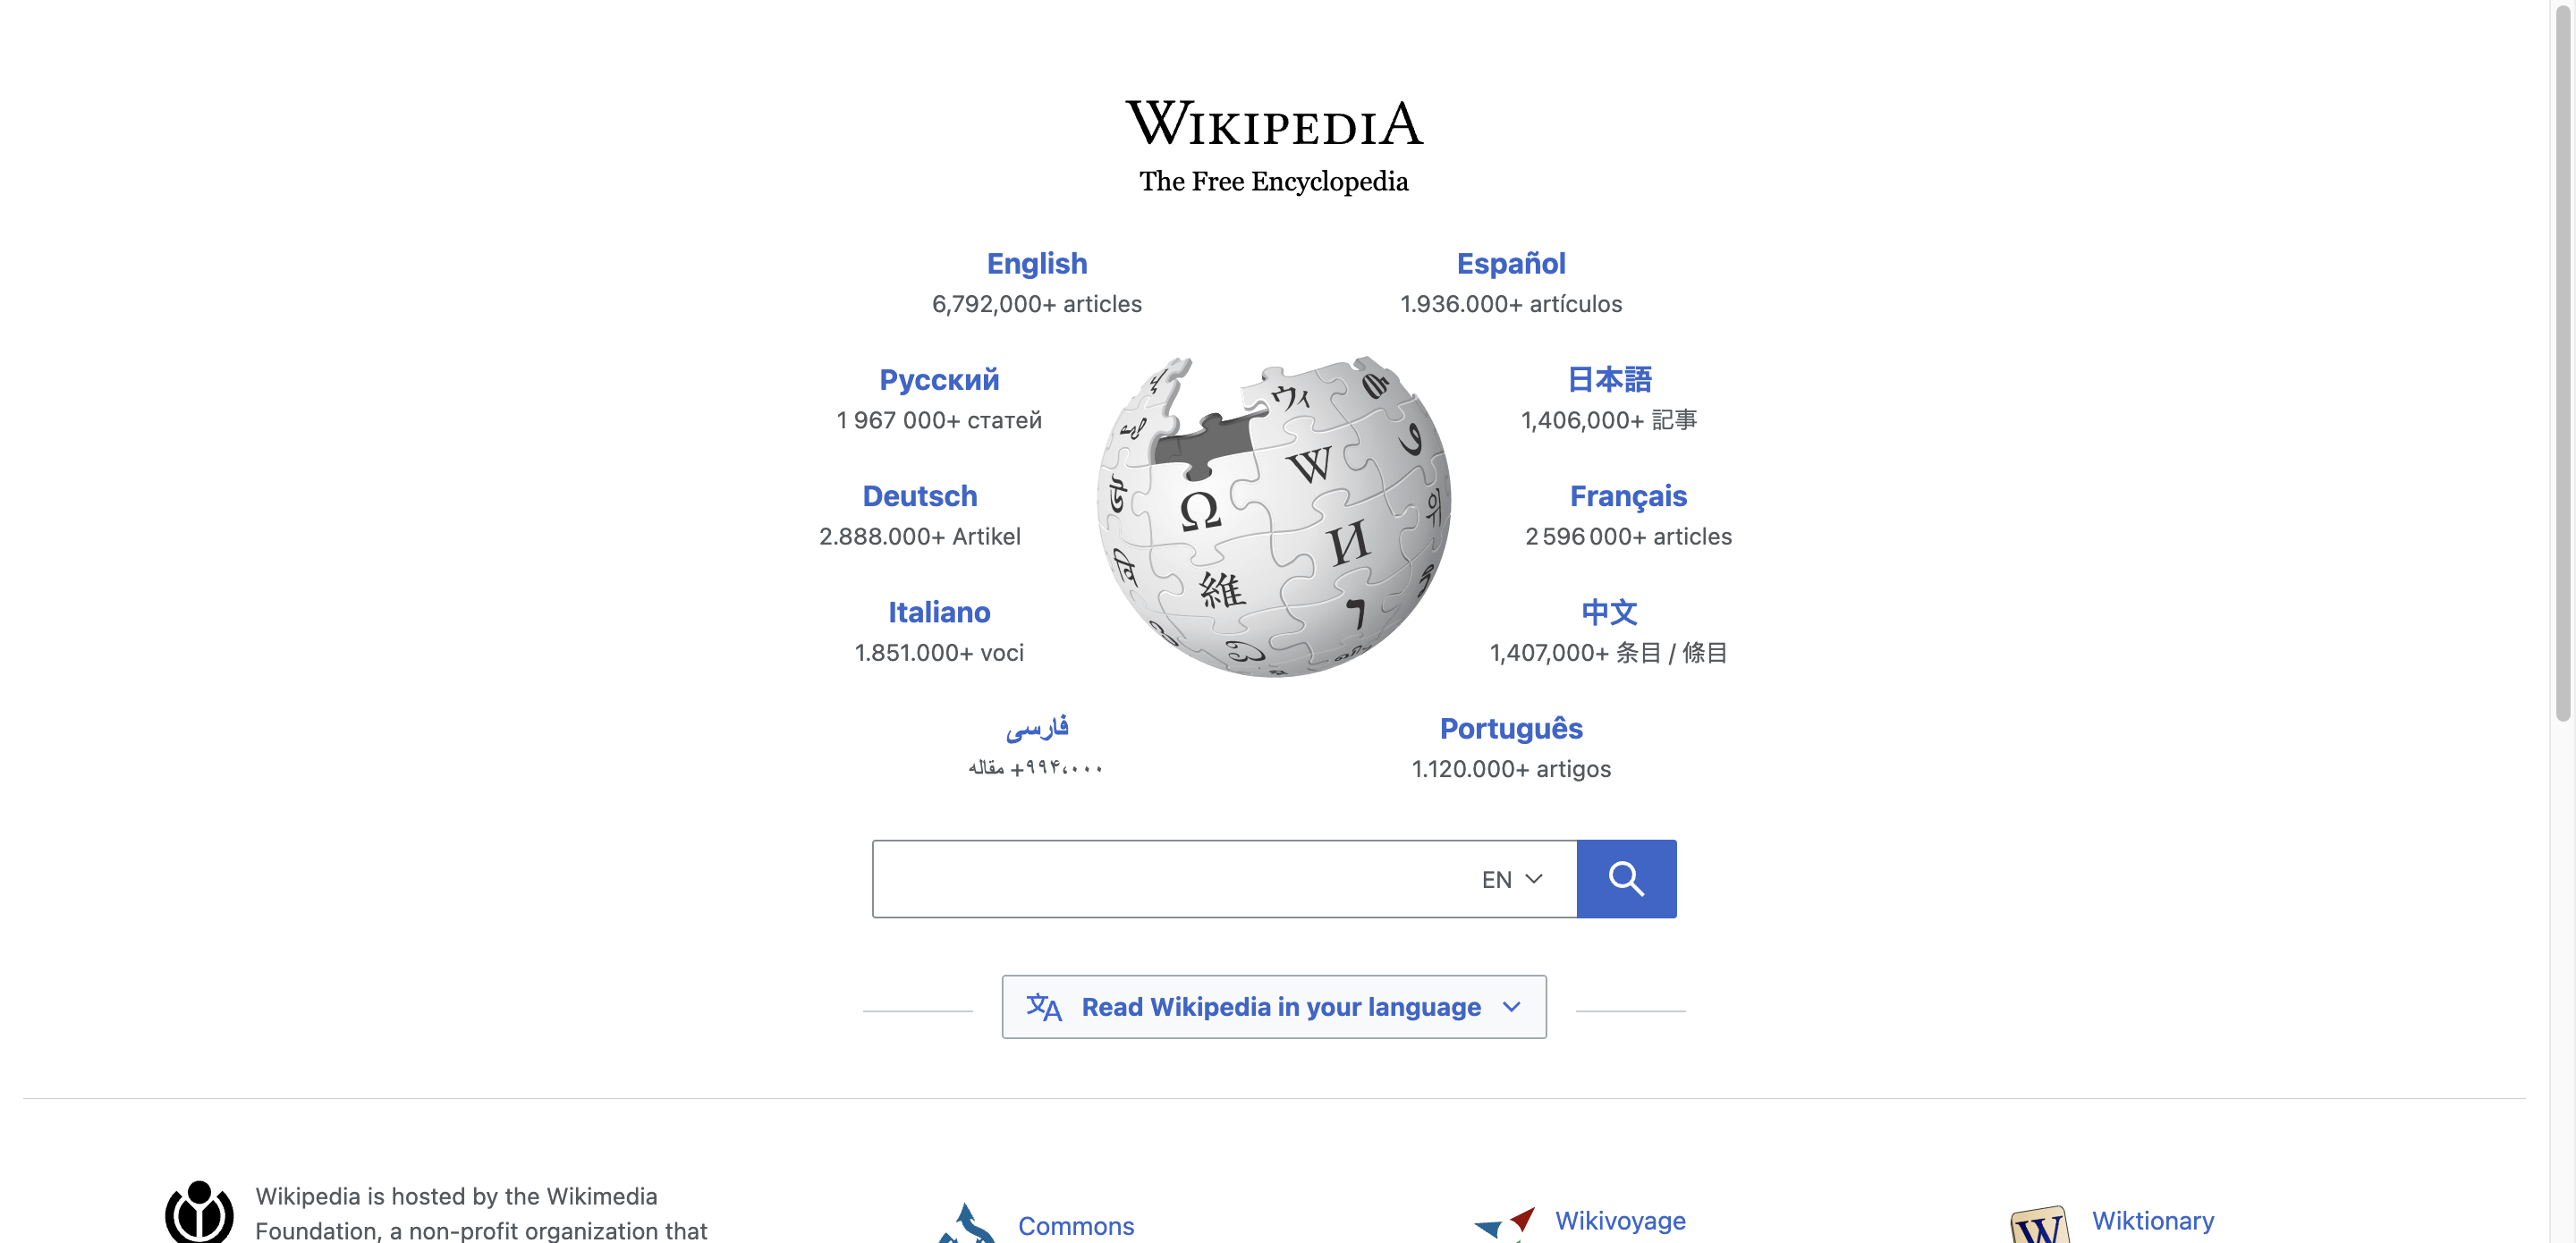 WIKIPEDIA
The Free Encyclopedia
English
6,792,000+ articles
Español
1.936.000+ artículos
Русский
1 967 000+ статей
日本語
1,406,000+ 記事
Deutsch
2.888.000+ Artikel
Français
2 596 000+ articles
Italiano
1.851.000+ voci
中文
1,407,000+ 条目 / 條目
فارسی
۹۹۴٬۰۰۰+ مقاله
Português
1.120.000+ artigos
Ω
W
И
維
ウィ
EN
Read Wikipedia in your language
Wikipedia is hosted by the Wikimedia
Foundation, a non-profit organization that
Commons
Wikivoyage
W
Wiktionary